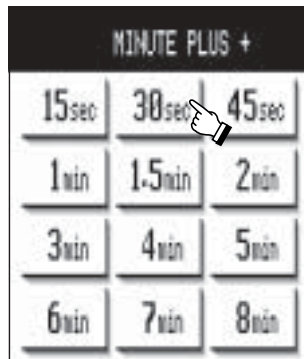 MINUTE PLUS +
15sec 30sec 45sec
1min 1.5min 2min
3min 4min 5min
6min 7min 8min